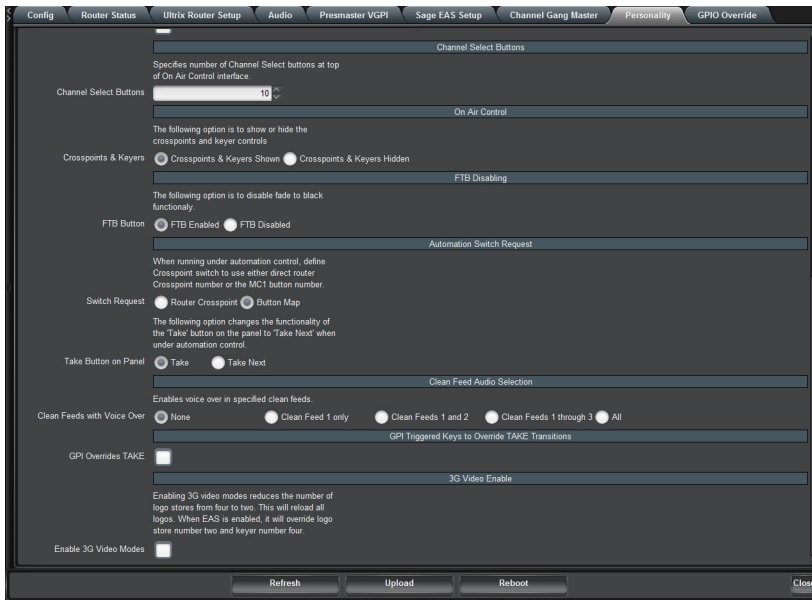 Config Router Status Ultrix Router Setup Audio Presmaster VGPI Sage EAS Setup Channel Gang Master Personality GPIO Override
Channel Select Buttons
Specifies number of Channel Select buttons at top
of On Air Control interface.
Channel Select Buttons 10
On Air Control
The following option is to show or hide the
crosspoints and keyer controls
Crosspoints & Keyers Crosspoints & Keyers Shown Crosspoints & Keyers Hidden
FTB Disabling
The following option is to disable fade to black
functionaly.
FTB Button FTB Enabled FTB Disabled
Automation Switch Request
When running under automation control, define
Crosspoint switch to use either direct router
Crosspoint number or the MC1 button number.
Switch Request Router Crosspoint Button Map
The following option changes the functionality of
the 'Take' button on the panel to 'Take Next' when
under automation control.
Take Button on Panel Take Take Next
Clean Feed Audio Selection
Enables voice over in specified clean feeds.
Clean Feeds with Voice Over None Clean Feed 1 only Clean Feeds 1 and 2 Clean Feeds 1 through 3 All
GPI Triggered Keys to Override TAKE Transitions
GPI Overrides TAKE
3G Video Enable
Enabling 3G video modes reduces the number of
logo stores from four to two. This will reload all
logos. When EAS is enabled, it will override logo
store number two and keyer number four.
Enable 3G Video Modes
Refresh Upload Reboot Close